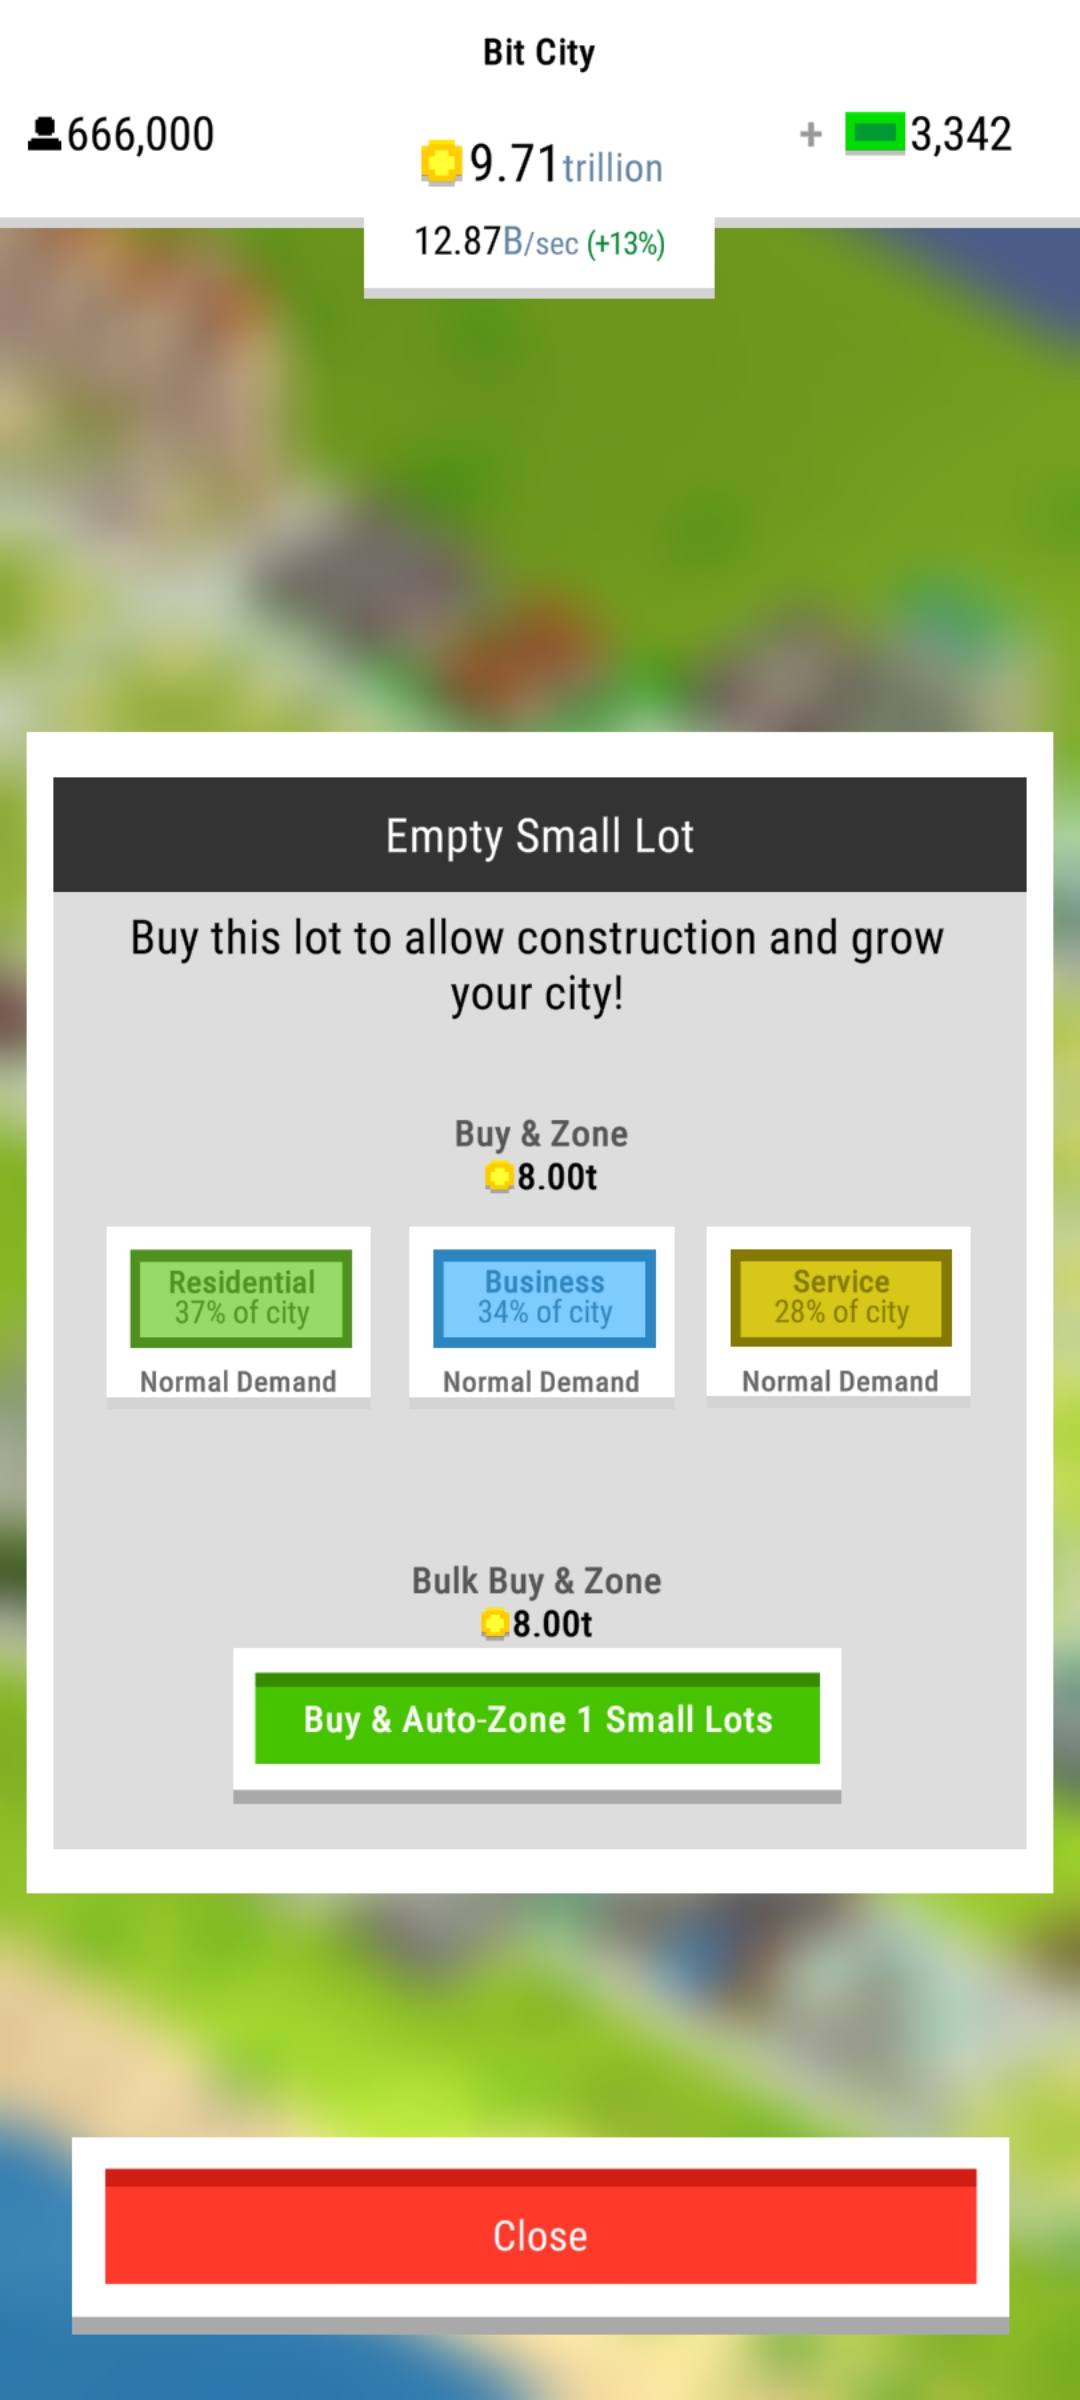 Bit City
666,000
9.71trillion
+ 3,342
12.87B/sec (+13%)
Empty Small Lot
Buy this lot to allow construction and grow
your city!
Buy & Zone
8.00t
Residential
37% of city
Normal Demand
Business
34% of city
Normal Demand
Service
28% of city
Normal Demand
Bulk Buy & Zone
8.00t
Buy & Auto-Zone 1 Small Lots
Close